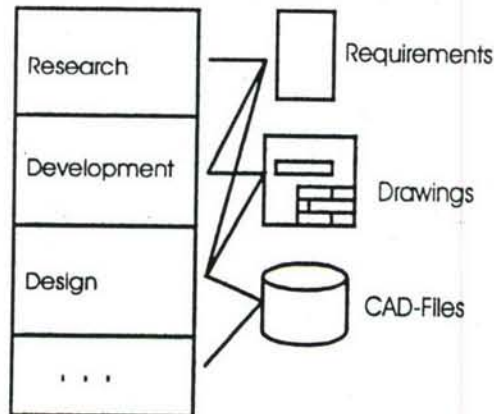 Research
Requirements
Development
Drawings
Design
CAD-Files
. . .